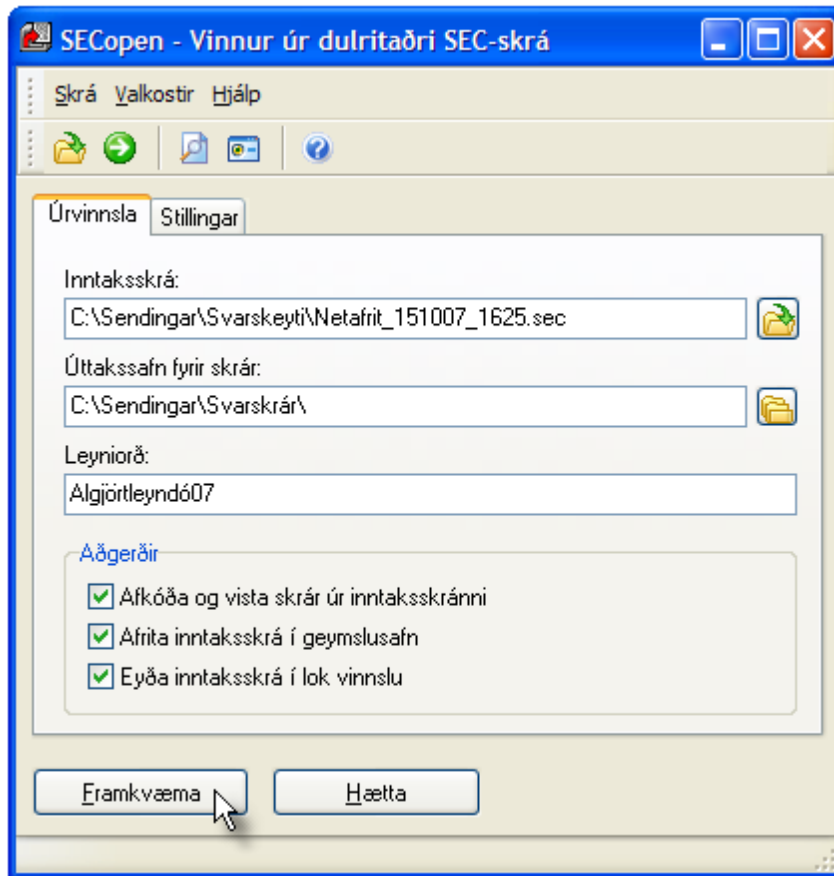 SECopen - Vinnur úr dulritaðri SEC-skrá
Skrá Valkostir Hjálp
Úrvinnsla Stillingar
Inntaksskrá:
C:\Sendingar\Svarskeyti\Netafrit_151007_1625.sec
Úttakssafn fyrir skrár:
C:\Sendingar\Svarskrár\
Leyniorð:
Algjörtleyndó07
Aðgerðir
Afkóða og vista skrár úr inntaksskránni
Afrita inntaksskrá í geymslusafn
Eyða inntaksskrá í lok vinnslu
Framkvæma Hætta